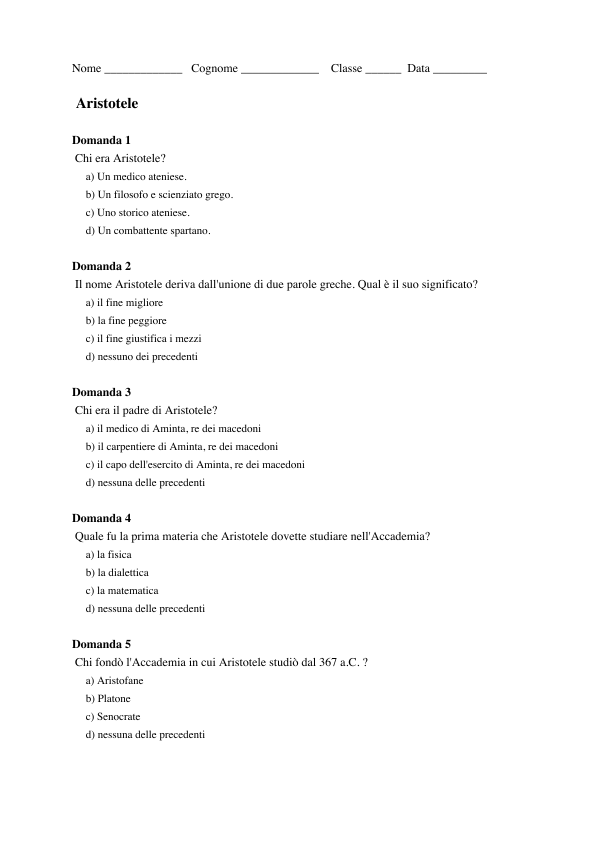 Nome _____________ Cognome _____________ Classe ______ Data _________
Aristotele
Domanda 1
Chi era Aristotele?
a) Un medico ateniese.
b) Un filosofo e scienziato grego.
c) Uno storico ateniese.
d) Un combattente spartano.
Domanda 2
Il nome Aristotele deriva dall'unione di due parole greche. Qual è il suo significato?
a) il fine migliore
b) la fine peggiore
c) il fine giustifica i mezzi
d) nessuno dei precedenti
Domanda 3
Chi era il padre di Aristotele?
a) il medico di Aminta, re dei macedoni
b) il carpentiere di Aminta, re dei macedoni
c) il capo dell'esercito di Aminta, re dei macedoni
d) nessuna delle precedenti
Domanda 4
Quale fu la prima materia che Aristotele dovette studiare nell'Accademia?
a) la fisica
b) la dialettica
c) la matematica
d) nessuna delle precedenti
Domanda 5
Chi fondò l'Accademia in cui Aristotele studiò dal 367 a.C. ?
a) Aristofane
b) Platone
c) Senocrate
d) nessuna delle precedenti